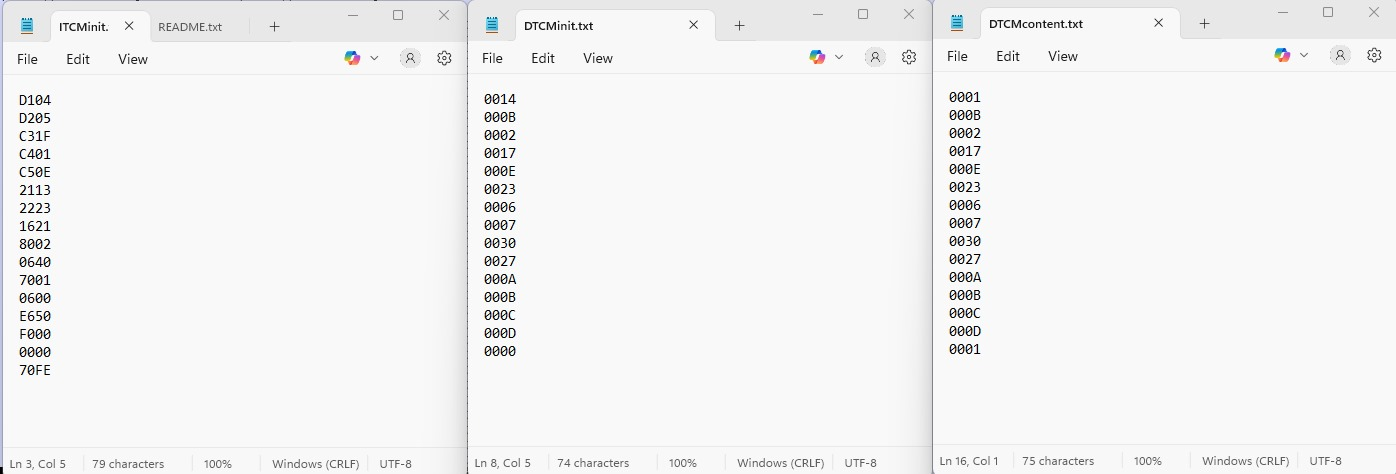 ITCMinit.
README.txt
File
Edit
View
D104
D205
C31F
C401
C50E
2113
2223
1621
8002
0640
7001
0600
E650
F000
0000
70FE
Ln 3, Col 5
79 characters
100%
Windows (CRLF)
UTF-8
DTCMinit.txt
File
Edit
View
0014
000B
0002
0017
000E
0023
0006
0007
0030
0027
000A
000B
000C
000D
0000
Ln 8, Col 5
74 characters
100%
Windows (CRLF)
UTF-8
DTCMcontent.txt
File
Edit
View
0001
000B
0002
0017
000E
0023
0006
0007
0030
0027
000A
000B
000C
000D
0001
Ln 16, Col 1
75 characters
100%
Windows (CRLF)
UTF-8